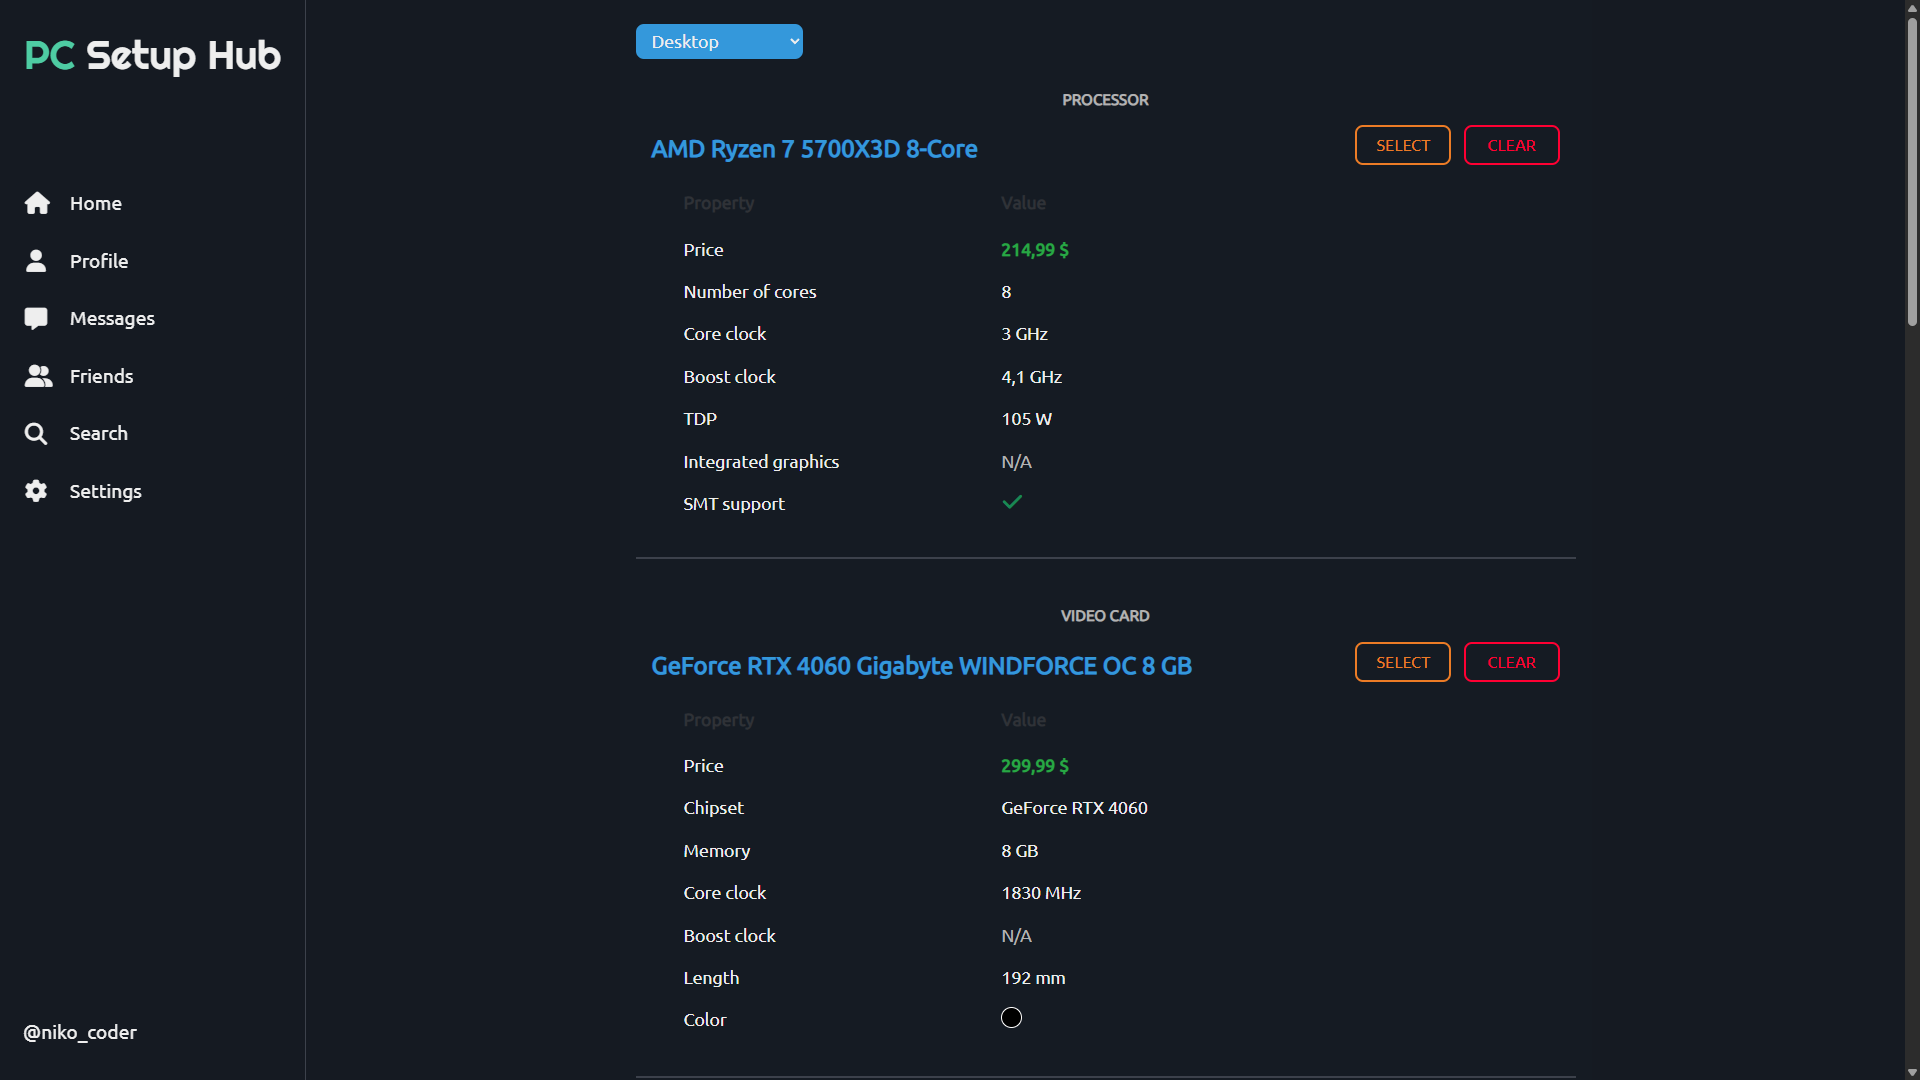 PC Setup Hub
Home
Profile
Messages
Friends
Search
Settings
@niko_coder
Desktop
PROCESSOR
AMD Ryzen 7 5700X3D 8-Core
SELECT CLEAR
Property Value
Price 214,99 $
Number of cores 8
Core clock 3 GHz
Boost clock 4,1 GHz
TDP 105 W
Integrated graphics N/A
SMT support
VIDEO CARD
GeForce RTX 4060 Gigabyte WINDFORCE OC 8 GB
SELECT CLEAR
Property Value
Price 299,99 $
Chipset GeForce RTX 4060
Memory 8 GB
Core clock 1830 MHz
Boost clock N/A
Length 192 mm
Color